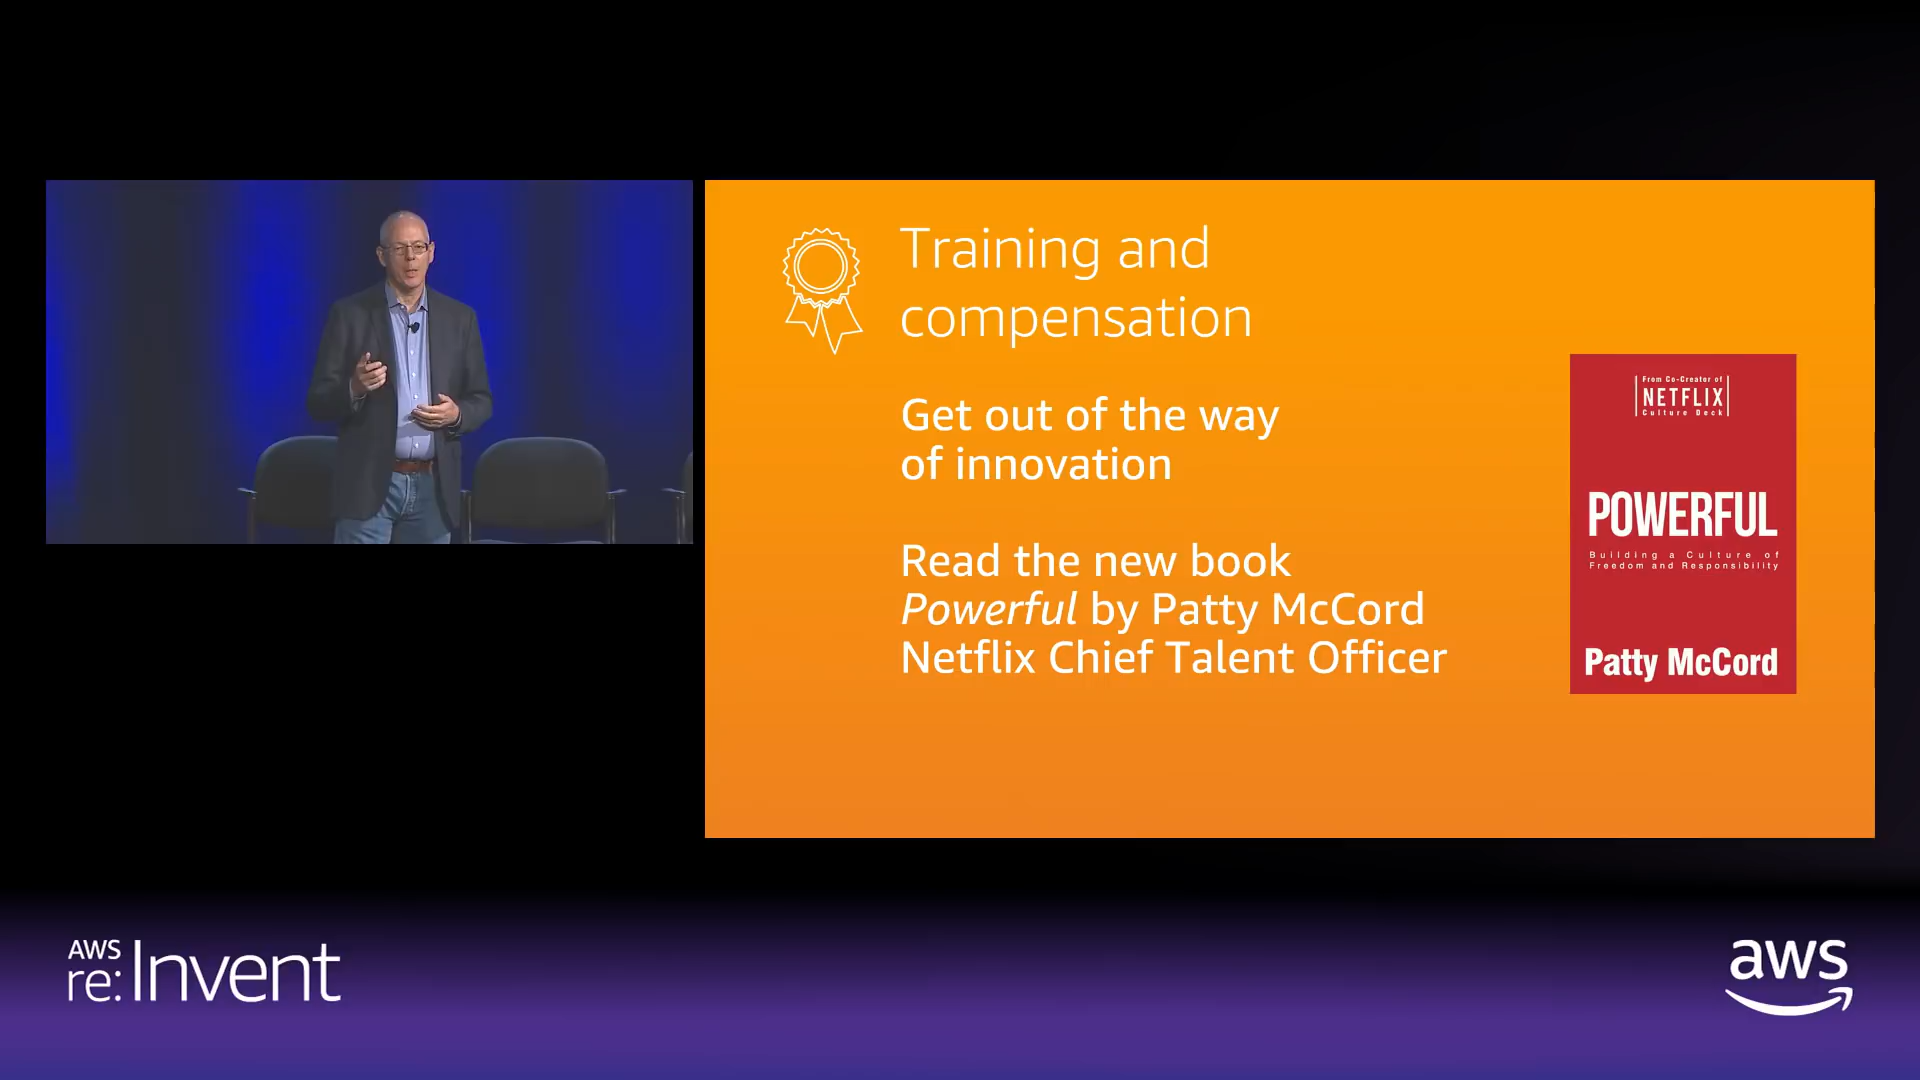 Training and
compensation
Get out of the way
of innovation
Read the new book
Powerful by Patty McCord
Netflix Chief Talent Officer
From Co-Creator of
NETFLIX
Culture Deck
POWERFUL
Building a Culture of
Freedom and Responsibility
Patty McCord
AWS
re:Invent
aws